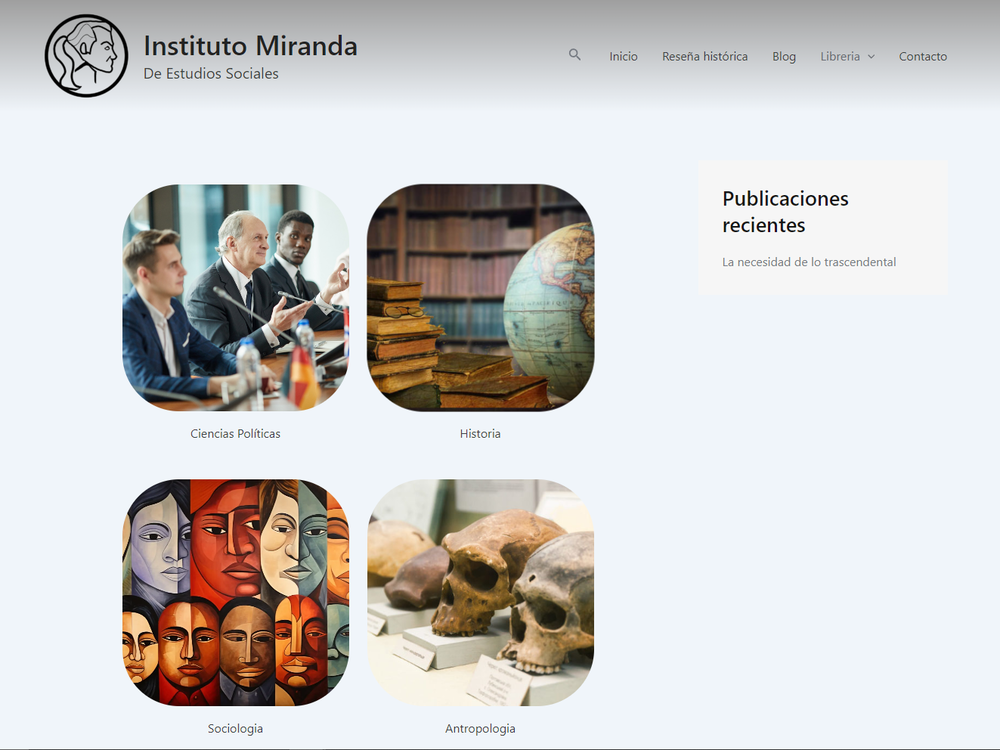 Instituto Miranda
De Estudios Sociales
Inicio
Reseña histórica
Blog
Libreria
Contacto
Publicaciones
recientes
La necesidad de lo trascendental
Ciencias Políticas
Historia
Sociologia
Antropologia